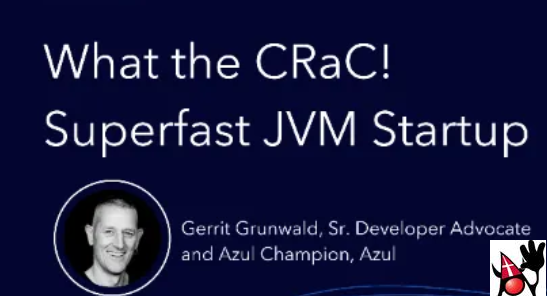 What the CRaC!
Superfast JVM Startup
Gerrit Grunwald, Sr. Developer Advocate
and Azul Champion, Azul